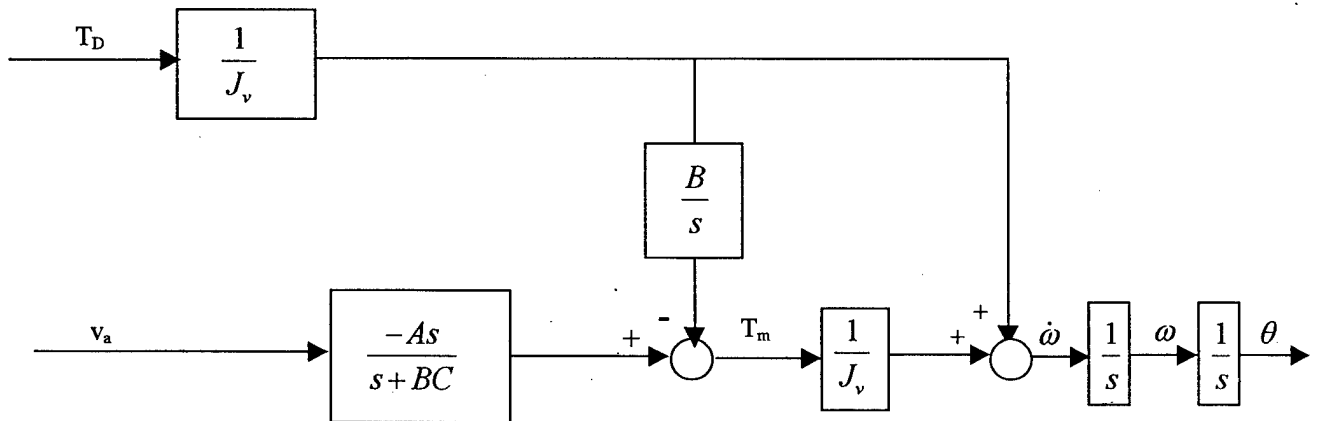 T_D
1
J_v
B
s
v_a
-As
s + BC
+
-
T_m
1
J_v
+
+
ω̇
1
s
ω
1
s
θ